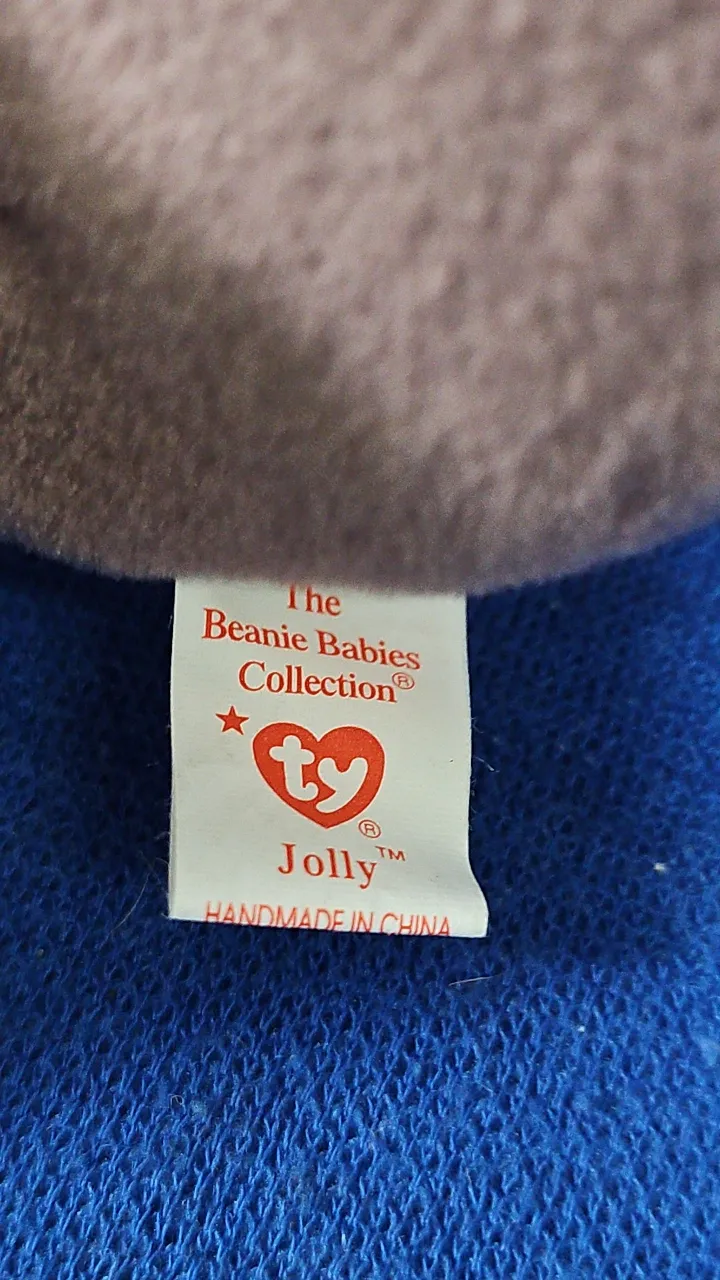 The
Beanie Babies
Collection®
ty®
Jolly™
HANDMADE IN CHINA